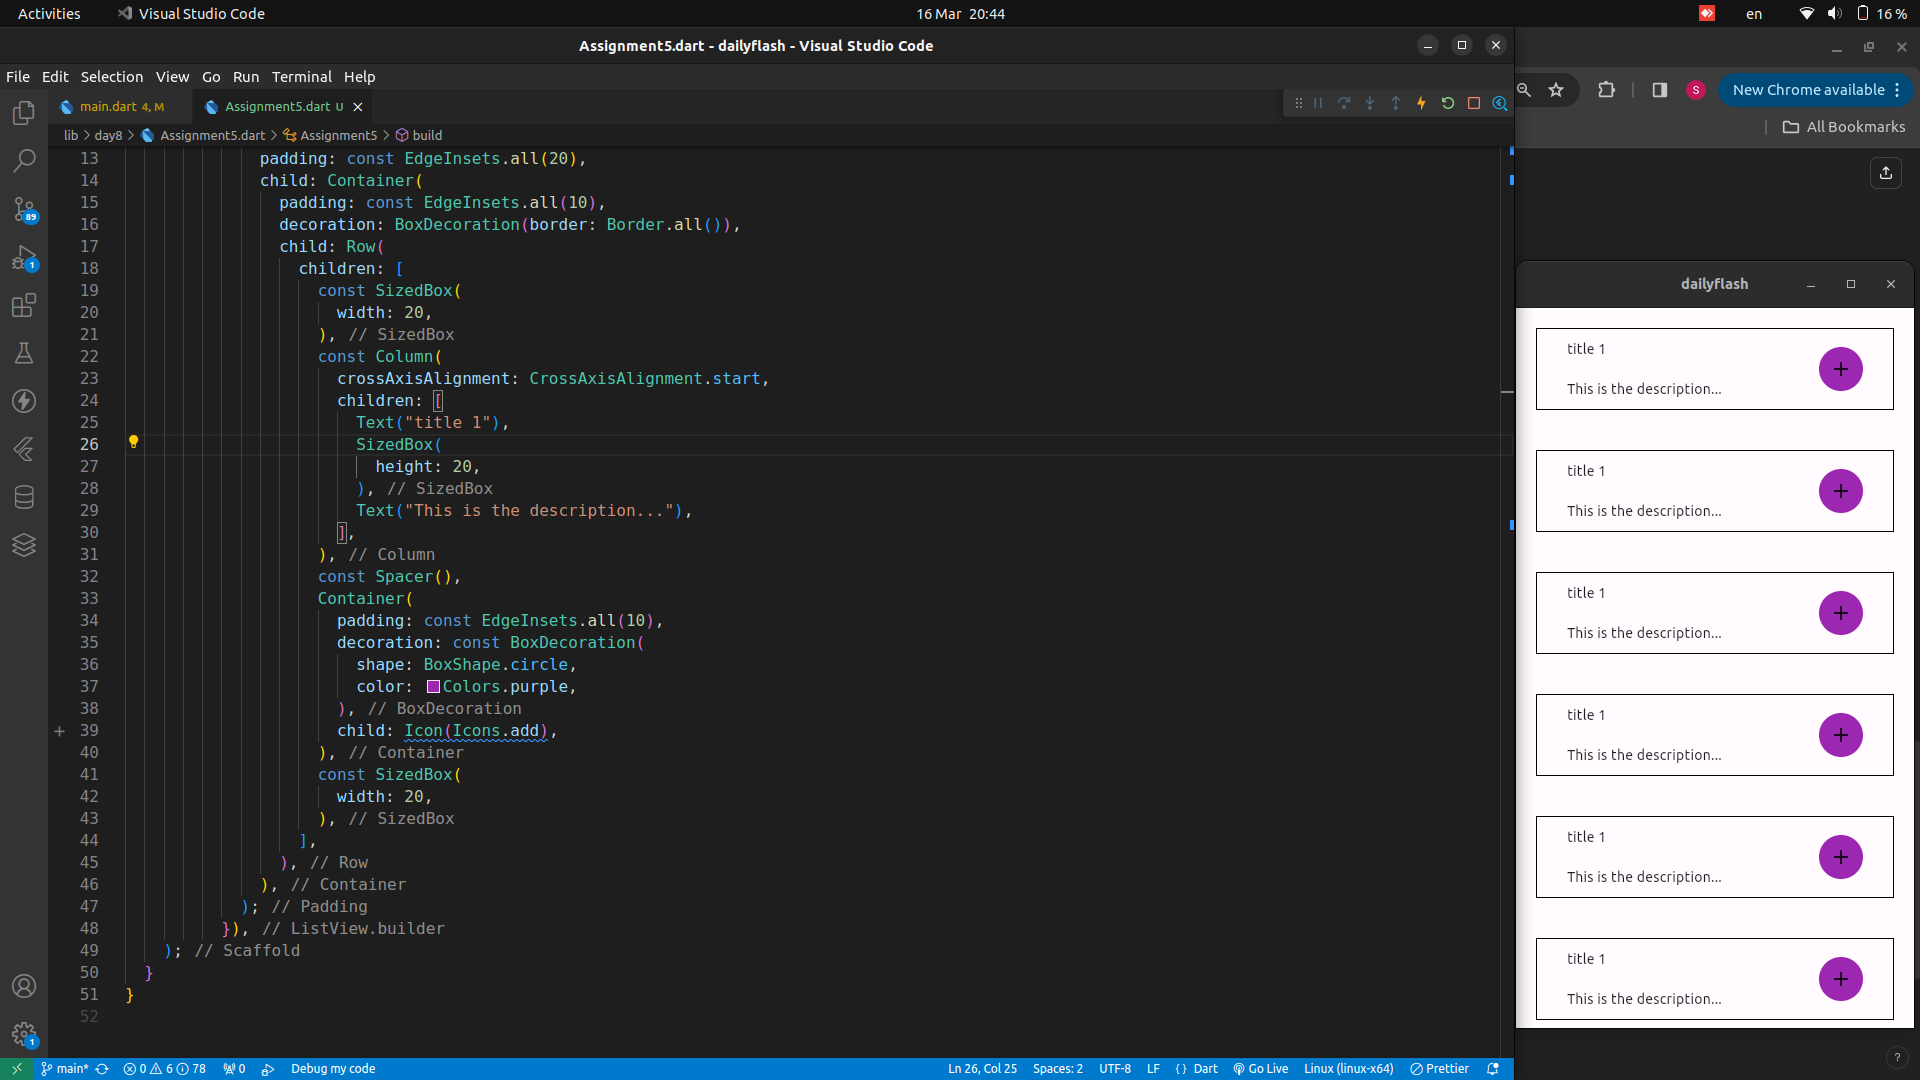 Activities
Visual Studio Code
16 Mar 20:44
en
16 %
Assignment5.dart - dailyflash - Visual Studio Code
File Edit Selection View Go Run Terminal Help
main.dart 4, M
Assignment5.dart U
lib > day8 > Assignment5.dart > Assignment5 > build
13 padding: const EdgeInsets.all(20),
14 child: Container(
15 padding: const EdgeInsets.all(10),
16 decoration: BoxDecoration(border: Border.all()),
17 child: Row(
18 children: [
19 const SizedBox(
20 width: 20,
21 ), // SizedBox
22 const Column(
23 crossAxisAlignment: CrossAxisAlignment.start,
24 children: [
25 Text("title 1"),
26 SizedBox(
27 height: 20,
28 ), // SizedBox
29 Text("This is the description..."),
30 ],
31 ), // Column
32 const Spacer(),
33 Container(
34 padding: const EdgeInsets.all(10),
35 decoration: const BoxDecoration(
36 shape: BoxShape.circle,
37 color: Colors.purple,
38 ), // BoxDecoration
39 child: Icon(Icons.add),
40 ), // Container
41 const SizedBox(
42 width: 20,
43 ), // SizedBox
44 ],
45 ), // Row
46 ), // Container
47 ); // Padding
48 }), // ListView.builder
49 ); // Scaffold
50 }
51 }
52
89
1
1
main* 0 6 78 0 Debug my code
Ln 26, Col 25 Spaces: 2 UTF-8 LF {} Dart Go Live Linux (linux-x64) Prettier
S
New Chrome available
All Bookmarks
dailyflash
title 1
This is the description...
title 1
This is the description...
title 1
This is the description...
title 1
This is the description...
title 1
This is the description...
title 1
This is the description...
?